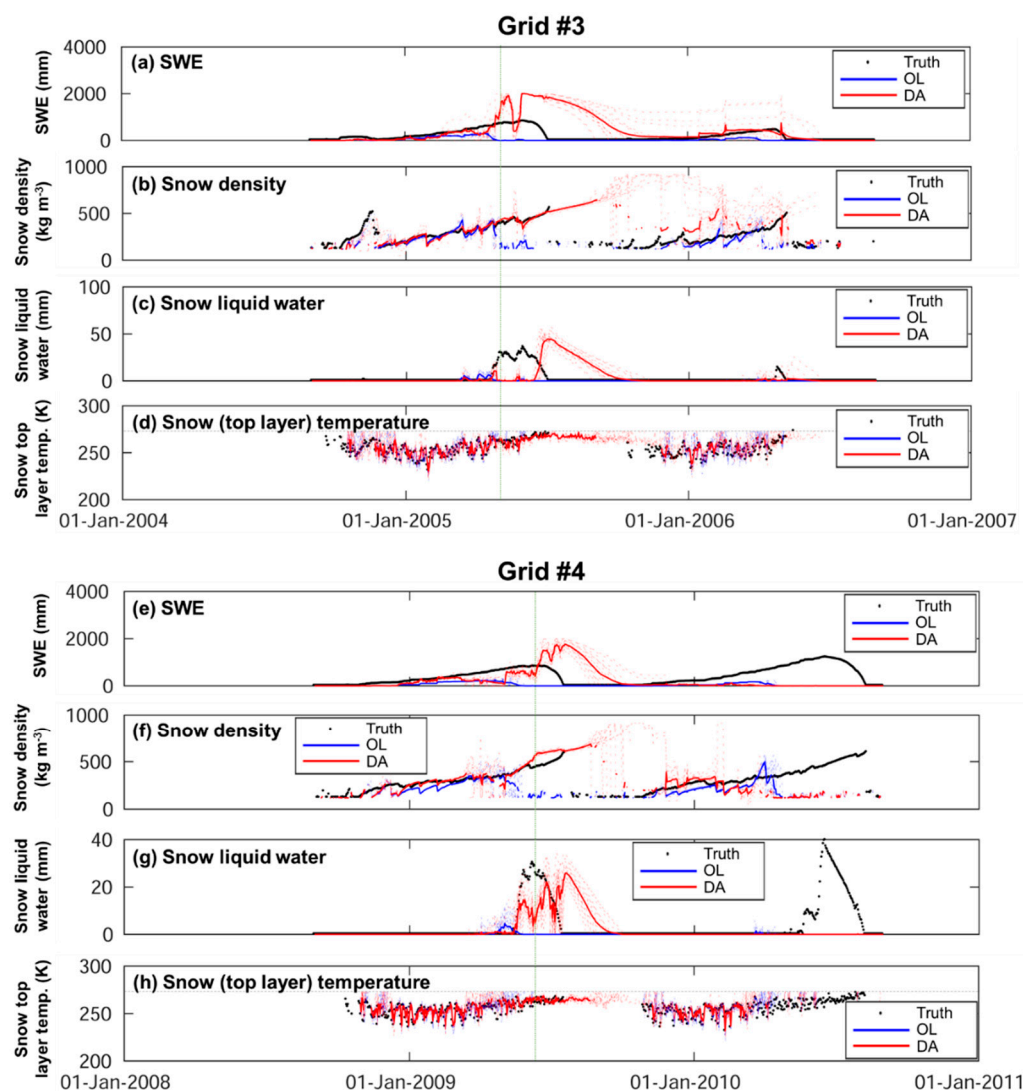 Grid #3
(a) SWE
SWE (mm)
4000
2000
0
Truth
OL
DA
(b) Snow density
Snow density
(kg m-3)
1000
500
0
Truth
OL
DA
(c) Snow liquid water
Snow liquid
water (mm)
100
50
0
Truth
OL
DA
(d) Snow (top layer) temperature
Snow top
layer temp. (K)
300
250
200
Truth
OL
DA
01-Jan-2004 01-Jan-2005 01-Jan-2006 01-Jan-2007
Grid #4
(e) SWE
SWE (mm)
4000
2000
0
Truth
OL
DA
(f) Snow density
Snow density
(kg m-3)
1000
500
0
Truth
OL
DA
(g) Snow liquid water
Snow liquid
water (mm)
40
20
0
Truth
OL
DA
(h) Snow (top layer) temperature
Snow top
layer temp. (K)
300
250
200
Truth
OL
DA
01-Jan-2008 01-Jan-2009 01-Jan-2010 01-Jan-2011